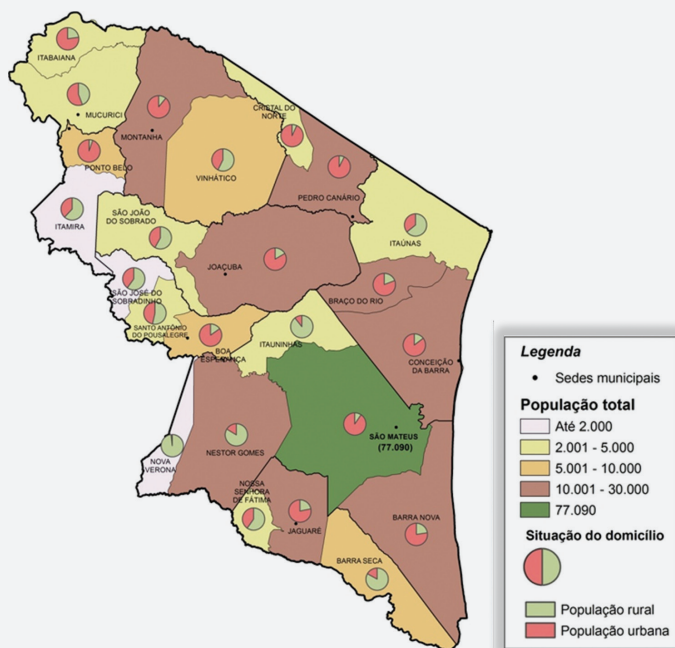 ITABAIANA
MUCURICI
MONTANHA
PONTO BELO
CRISTAL DO
NORTE
VINHÁTICO
PEDRO CANÁRIO
ITAMIRA
SÃO JOÃO
DO SOBRADO
ITAÚNAS
JOAÇUBA
SÃO JOSÉ DO
SOBRADINHO
BRAÇO DO RIO
SANTO ANTÔNIO
DO POUSALEGRE
BOA
ESPERANÇA
ITAUNINHAS
CONCEIÇÃO
DA BARRA
SÃO MATEUS
(77.090)
NESTOR GOMES
NOVA
VERONA
NOSSA
SENHORA
DE FÁTIMA
JAGUARÉ
BARRA NOVA
BARRA SECA
Legenda
Sedes municipais
População total
Até 2.000
2.001 - 5.000
5.001 - 10.000
10.001 - 30.000
77.090
Situação do domicílio
População rural
População urbana